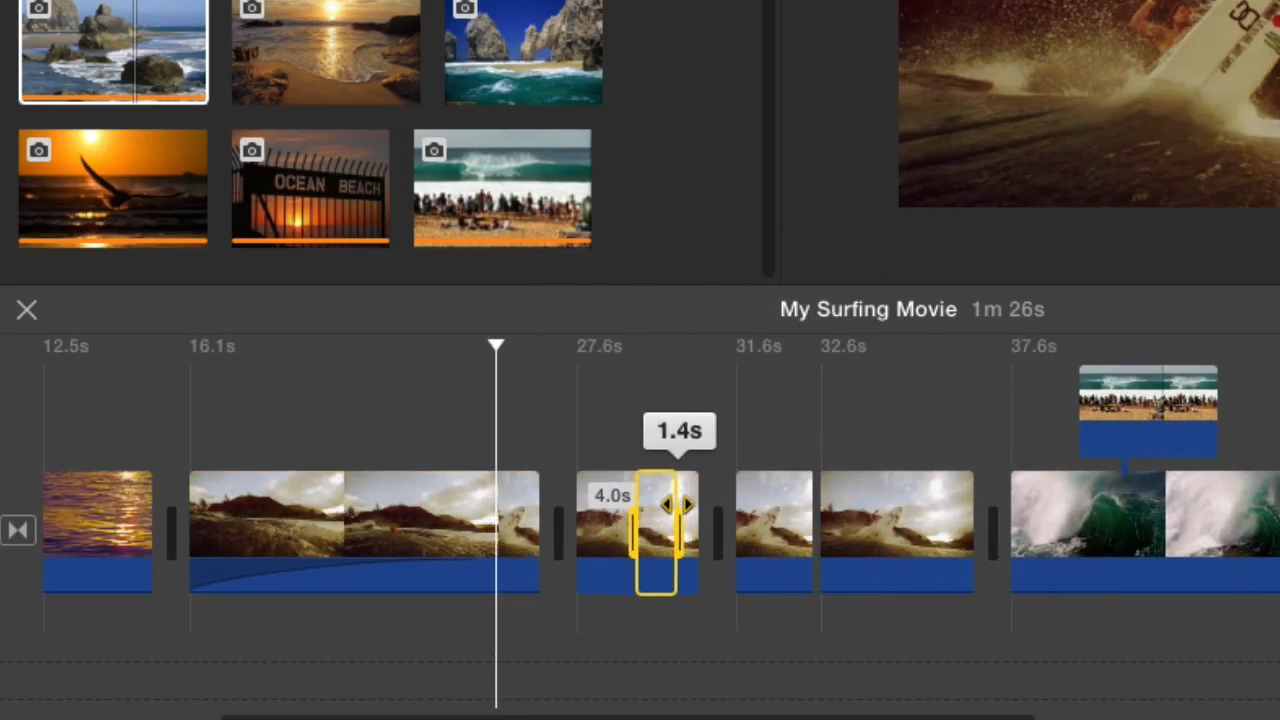 OCEAN BEACH
My Surfing Movie 1m 26s
12.5s 16.1s 27.6s 31.6s 32.6s 37.6s
1.4s
4.0s